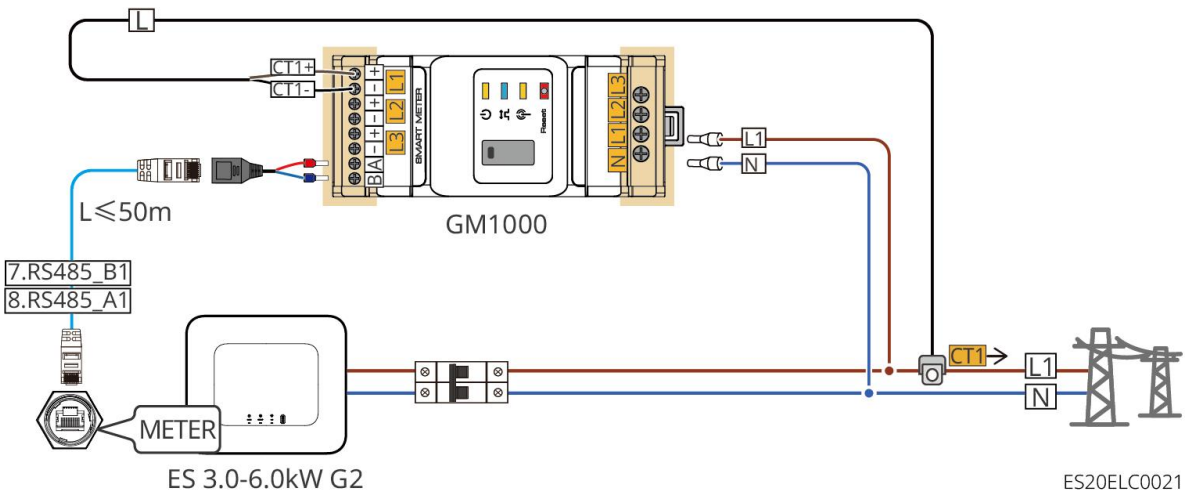 L
CT1+
CT1-
+
-
+
-
+
-
A
B
L1
L2
L3
SMART METER
Reset
L3
L2
L1
N
L1
N
L≤50m
GM1000
7.RS485_B1
8.RS485_A1
CT1
L1
N
METER
ES 3.0-6.0kW G2
ES20ELC0021